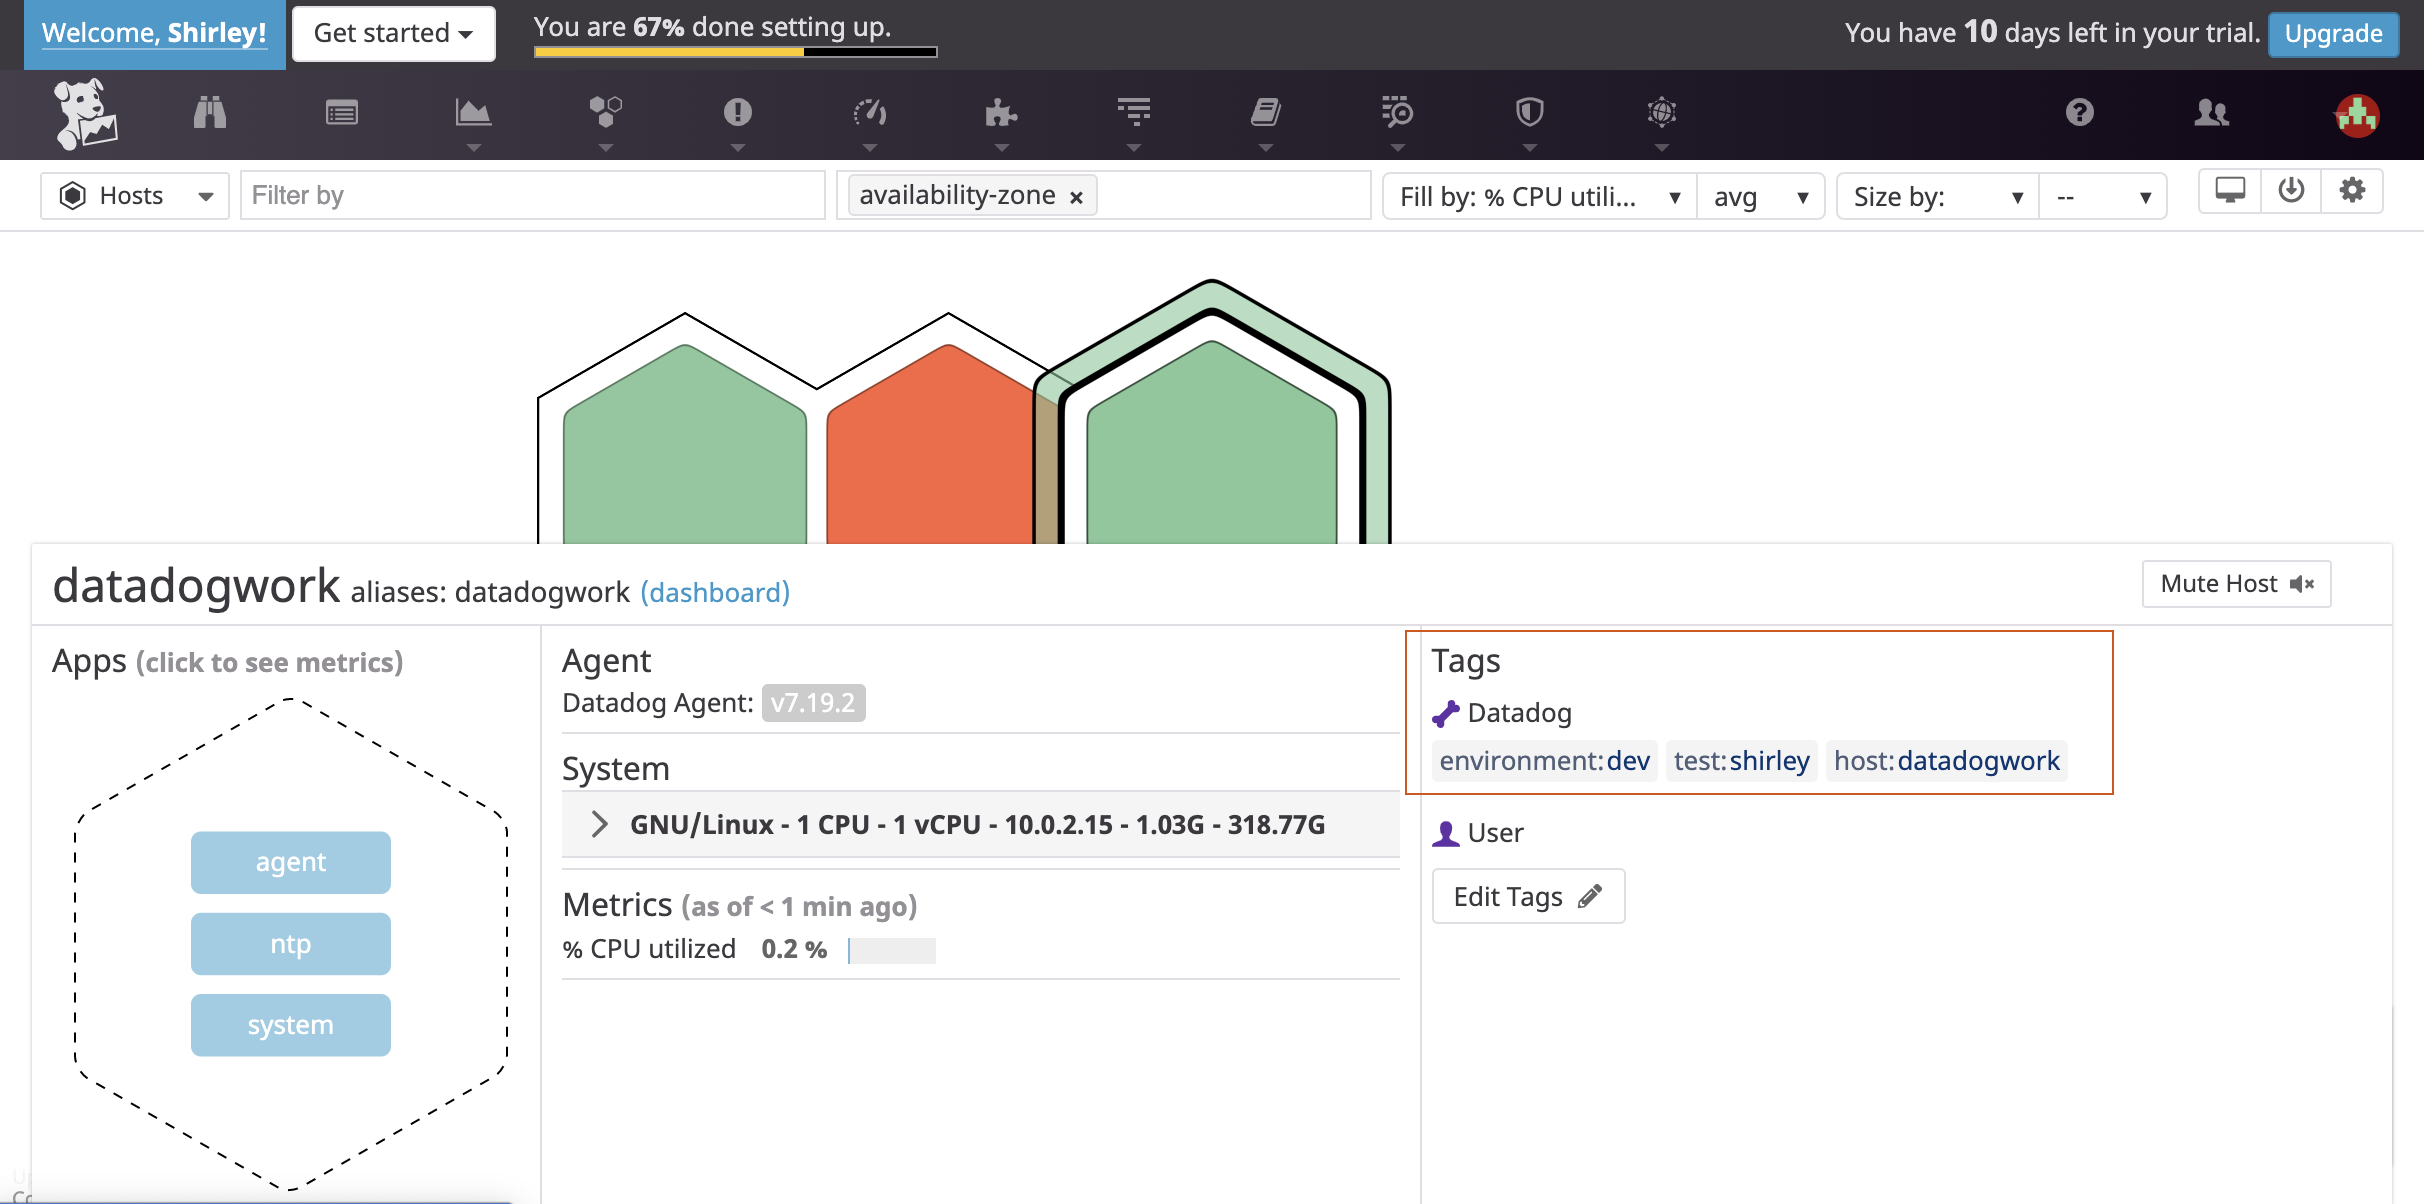 Welcome, Shirley!
Get started
You are 67% done setting up.
You have 10 days left in your trial.
Upgrade
Hosts
Filter by
availability-zone ×
Fill by: % CPU utili...
avg
Size by:
--
datadogwork aliases: datadogwork (dashboard)
Mute Host
Apps (click to see metrics)
agent
ntp
system
Agent
Datadog Agent: v7.19.2
System
GNU/Linux - 1 CPU - 1 vCPU - 10.0.2.15 - 1.03G - 318.77G
Metrics (as of < 1 min ago)
% CPU utilized 0.2 %
Tags
Datadog
environment:dev test:shirley host:datadogwork
User
Edit Tags